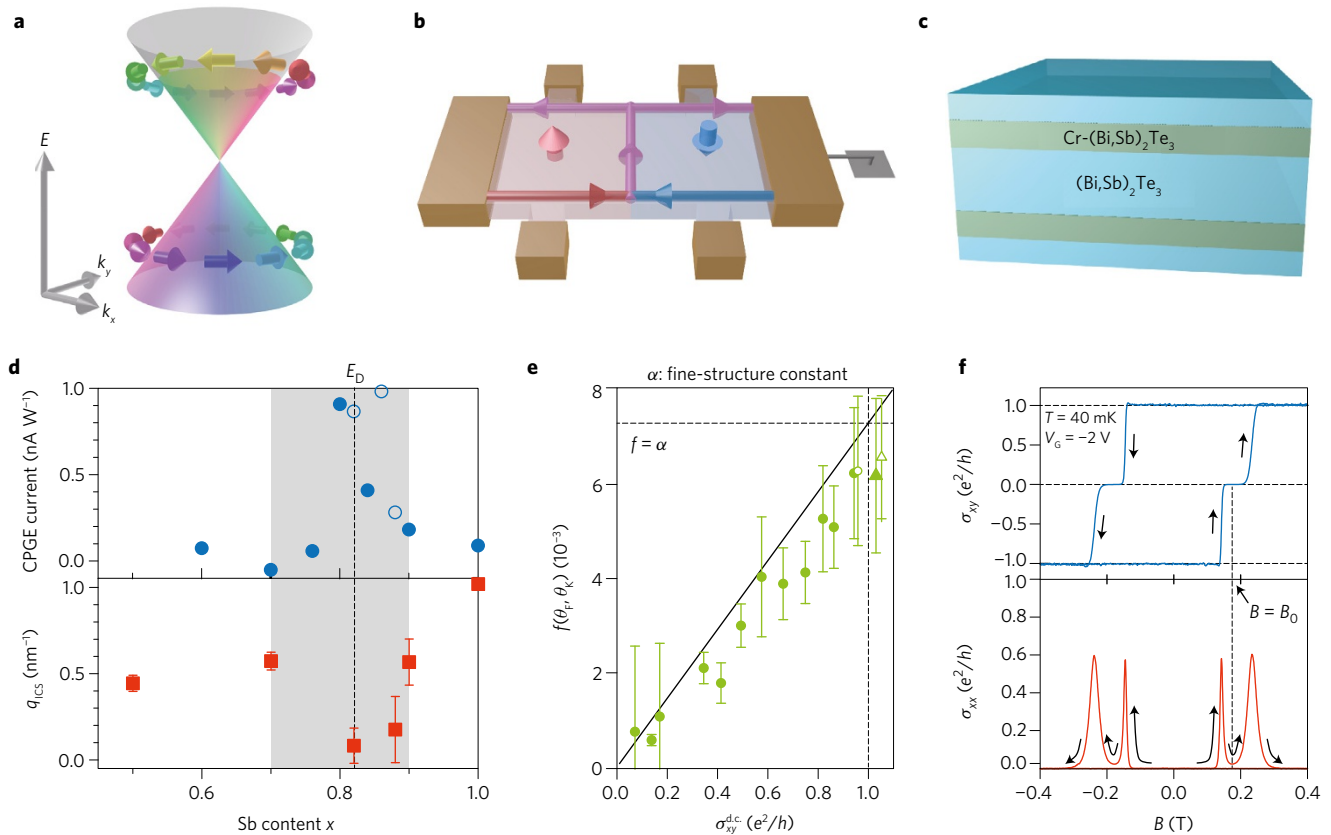 a
E
k_y
k_x
b
c
Cr-(Bi,Sb)₂Te₃
(Bi,Sb)₂Te₃
d
E_D
1.0
0.5
0.0
CPGE current (nA W⁻¹)
1.0
0.5
0.0
q_ICS (nm⁻¹)
0.6
0.8
1.0
Sb content x
e
α: fine-structure constant
8
6
4
2
0
f(θ_F, θ_K) (10⁻³)
f = α
0.0
0.2
0.4
0.6
0.8
1.0
σ_xy^d.c. (e²/h)
f
1.0
0.5
0.0
−0.5
−1.0
σ_xy (e²/h)
T = 40 mK
V_G = −2 V
1.0
0.8
0.6
0.4
0.2
0.0
σ_xx (e²/h)
B = B₀
−0.4
−0.2
0.0
0.2
0.4
B (T)